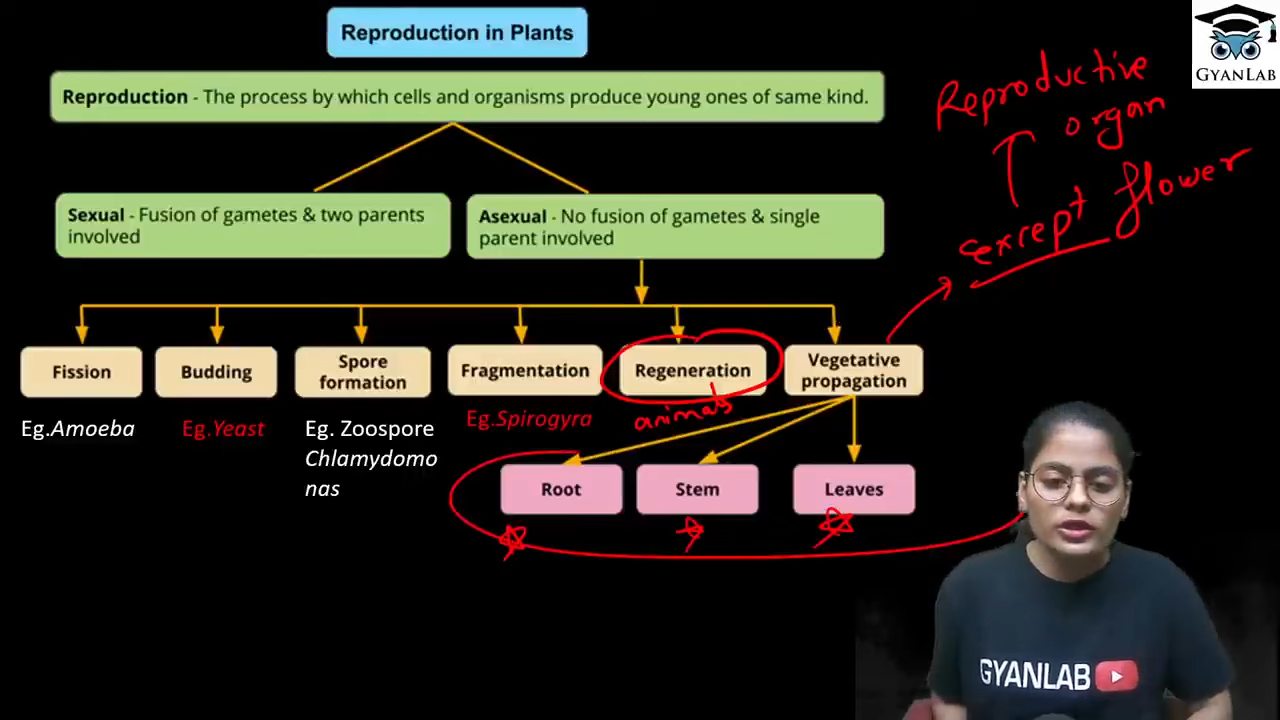 Reproduction in Plants
GYANLAB
Reproduction - The process by which cells and organisms produce young ones of same kind.
Reproductive
organ
except flower
Sexual - Fusion of gametes & two parents
involved
Asexual - No fusion of gametes & single
parent involved
Fission
Budding
Spore
formation
Fragmentation
Regeneration
Vegetative
propagation
Eg.Amoeba
Eg.Yeast
Eg. Zoospore
Chlamydomo
nas
Eg.Spirogyra
animals
Root
Stem
Leaves
GYANLAB